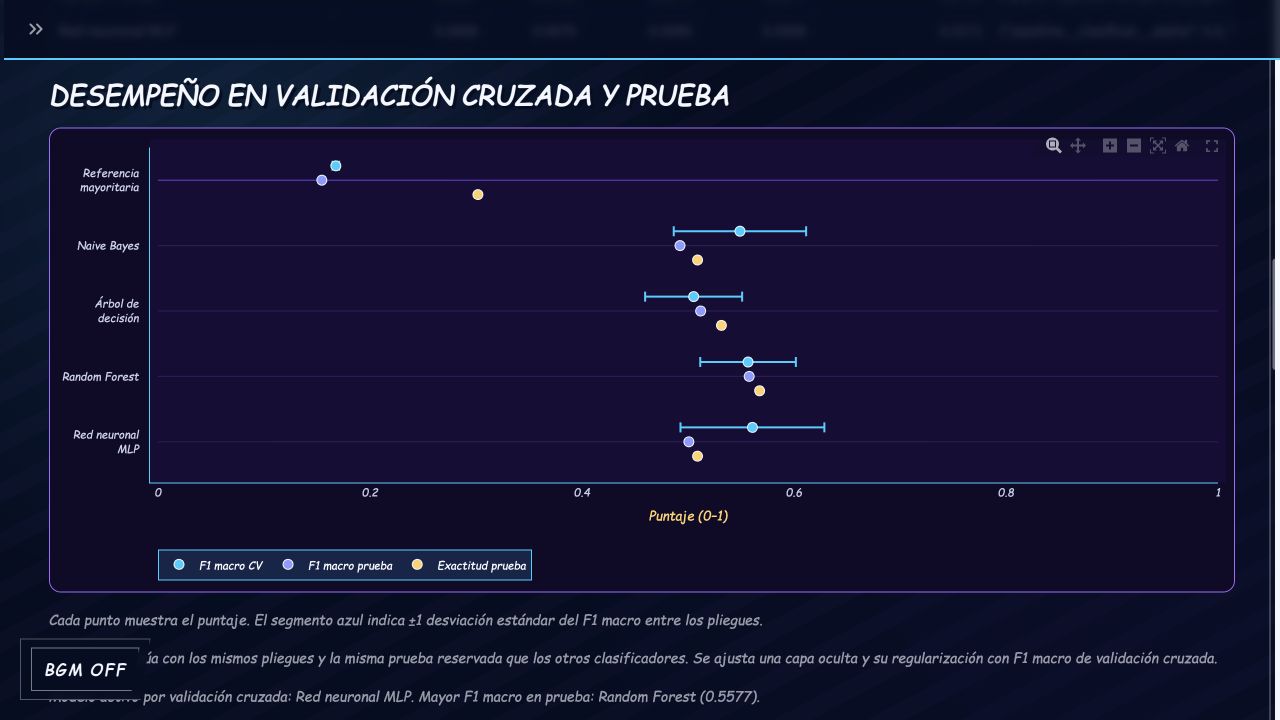 DESEMPEÑO EN VALIDACIÓN CRUZADA Y PRUEBA
Referencia
mayoritaria
Naive Bayes
Árbol de
decisión
Random Forest
Red neuronal
MLP
0 0.2 0.4 0.6 0.8 1
Puntaje (0–1)
F1 macro CV F1 macro prueba Exactitud prueba
Cada punto muestra el puntaje. El segmento azul indica ±1 desviación estándar del F1 macro entre los pliegues.
con los mismos pliegues y la misma prueba reservada que los otros clasificadores. Se ajusta una capa oculta y su regularización con F1 macro de validación cruzada.
BGM OFF
por validación cruzada: Red neuronal MLP. Mayor F1 macro en prueba: Random Forest (0.5577).